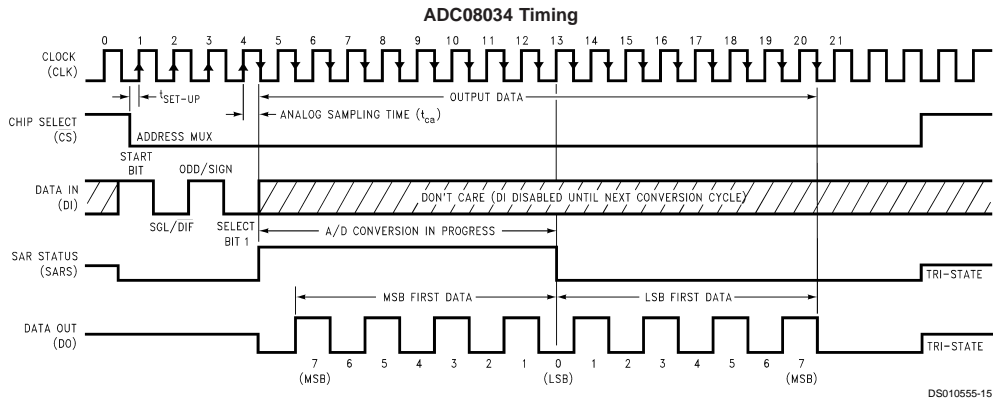 ADC08034 Timing
0 1 2 3 4 5 6 7 8 9 10 11 12 13 14 15 16 17 18 19 20 21
CLOCK
(CLK)
tSET-UP
OUTPUT DATA
ANALOG SAMPLING TIME (tca)
CHIP SELECT
(CS)
ADDRESS MUX
START
BIT
ODD/SIGN
DATA IN
(DI)
DON'T CARE (DI DISABLED UNTIL NEXT CONVERSION CYCLE)
SGL/DIF
SELECT
BIT 1
A/D CONVERSION IN PROGRESS
SAR STATUS
(SARS)
TRI-STATE
MSB FIRST DATA
LSB FIRST DATA
DATA OUT
(DO)
TRI-STATE
7 6 5 4 3 2 1 0 1 2 3 4 5 6 7
(MSB) (LSB) (MSB)
DS010555-15